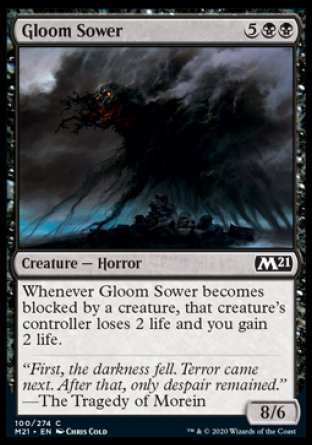 Gloom Sower 5
Creature — Horror M21
Whenever Gloom Sower becomes
blocked by a creature, that creature's
controller loses 2 life and you gain
2 life.
“First, the darkness fell. Terror came
next. After that, only despair remained.”
—The Tragedy of Morein
8/6
100/274 C
M21 • EN Chris Cold ™ & © 2020 Wizards of the Coast